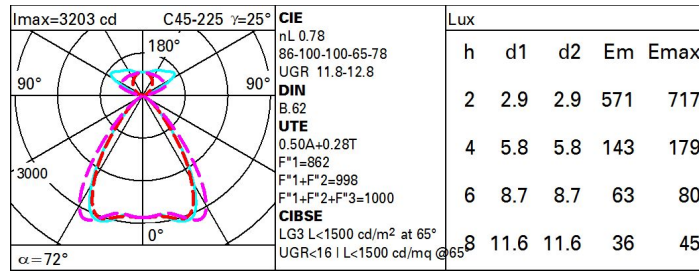 Imax=3203 cd C45-225 γ=25°
180°
90° 90°
3000
0°
α=72°
CIE
nL 0.78
86-100-100-65-78
UGR 11.8-12.8
DIN
B.62
UTE
0.50A+0.28T
F"1=862
F"1+F"2=998
F"1+F"2+F"3=1000
CIBSE
LG3 L<1500 cd/m² at 65°
UGR<16 | L<1500 cd/mq @65°
Lux
h d1 d2 Em Emax
2 2.9 2.9 571 717
4 5.8 5.8 143 179
6 8.7 8.7 63 80
8 11.6 11.6 36 45